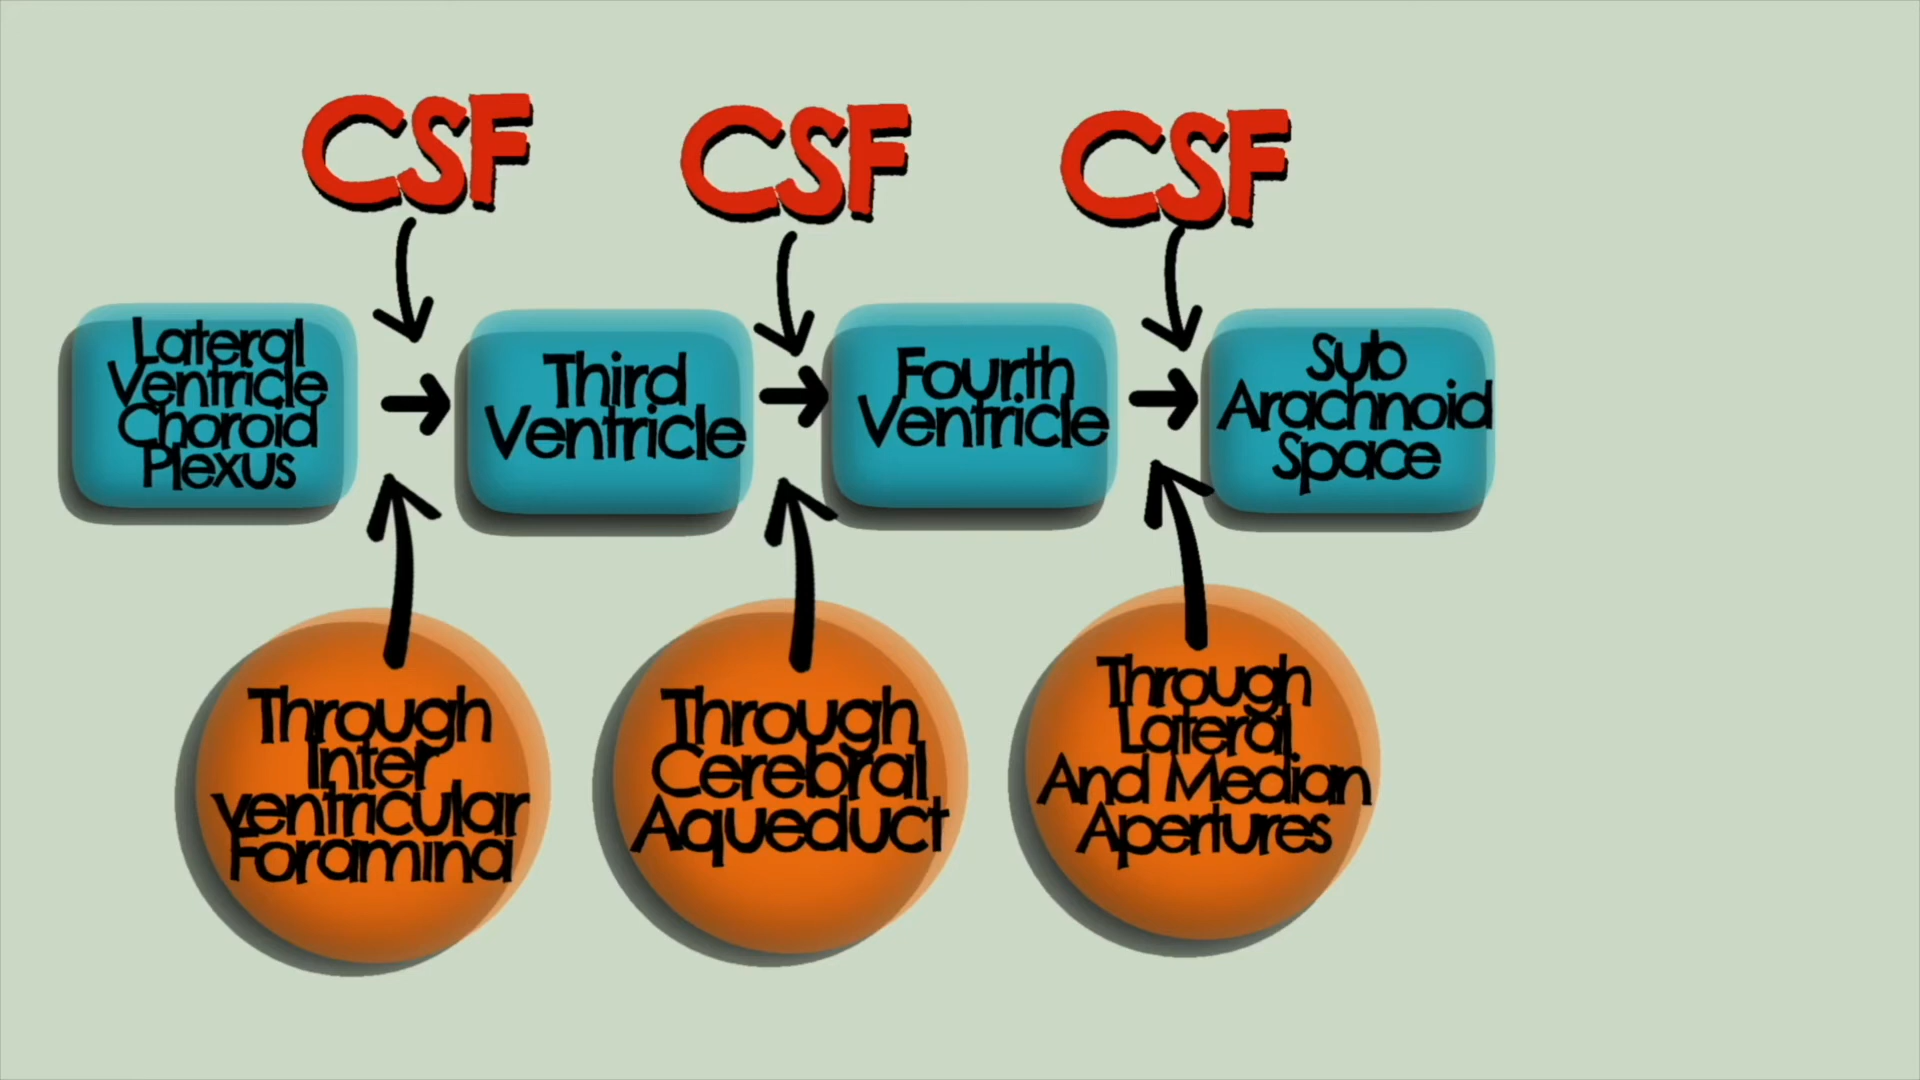 CSF
CSF
CSF
Lateral
Ventricle
Choroid
Plexus
Third
Ventricle
Fourth
Ventricle
Sub
Arachnoid
Space
Through
Inter
ventricular
Foramina
Through
Cerebral
Aqueduct
Through
Lateral
And Median
Apertures